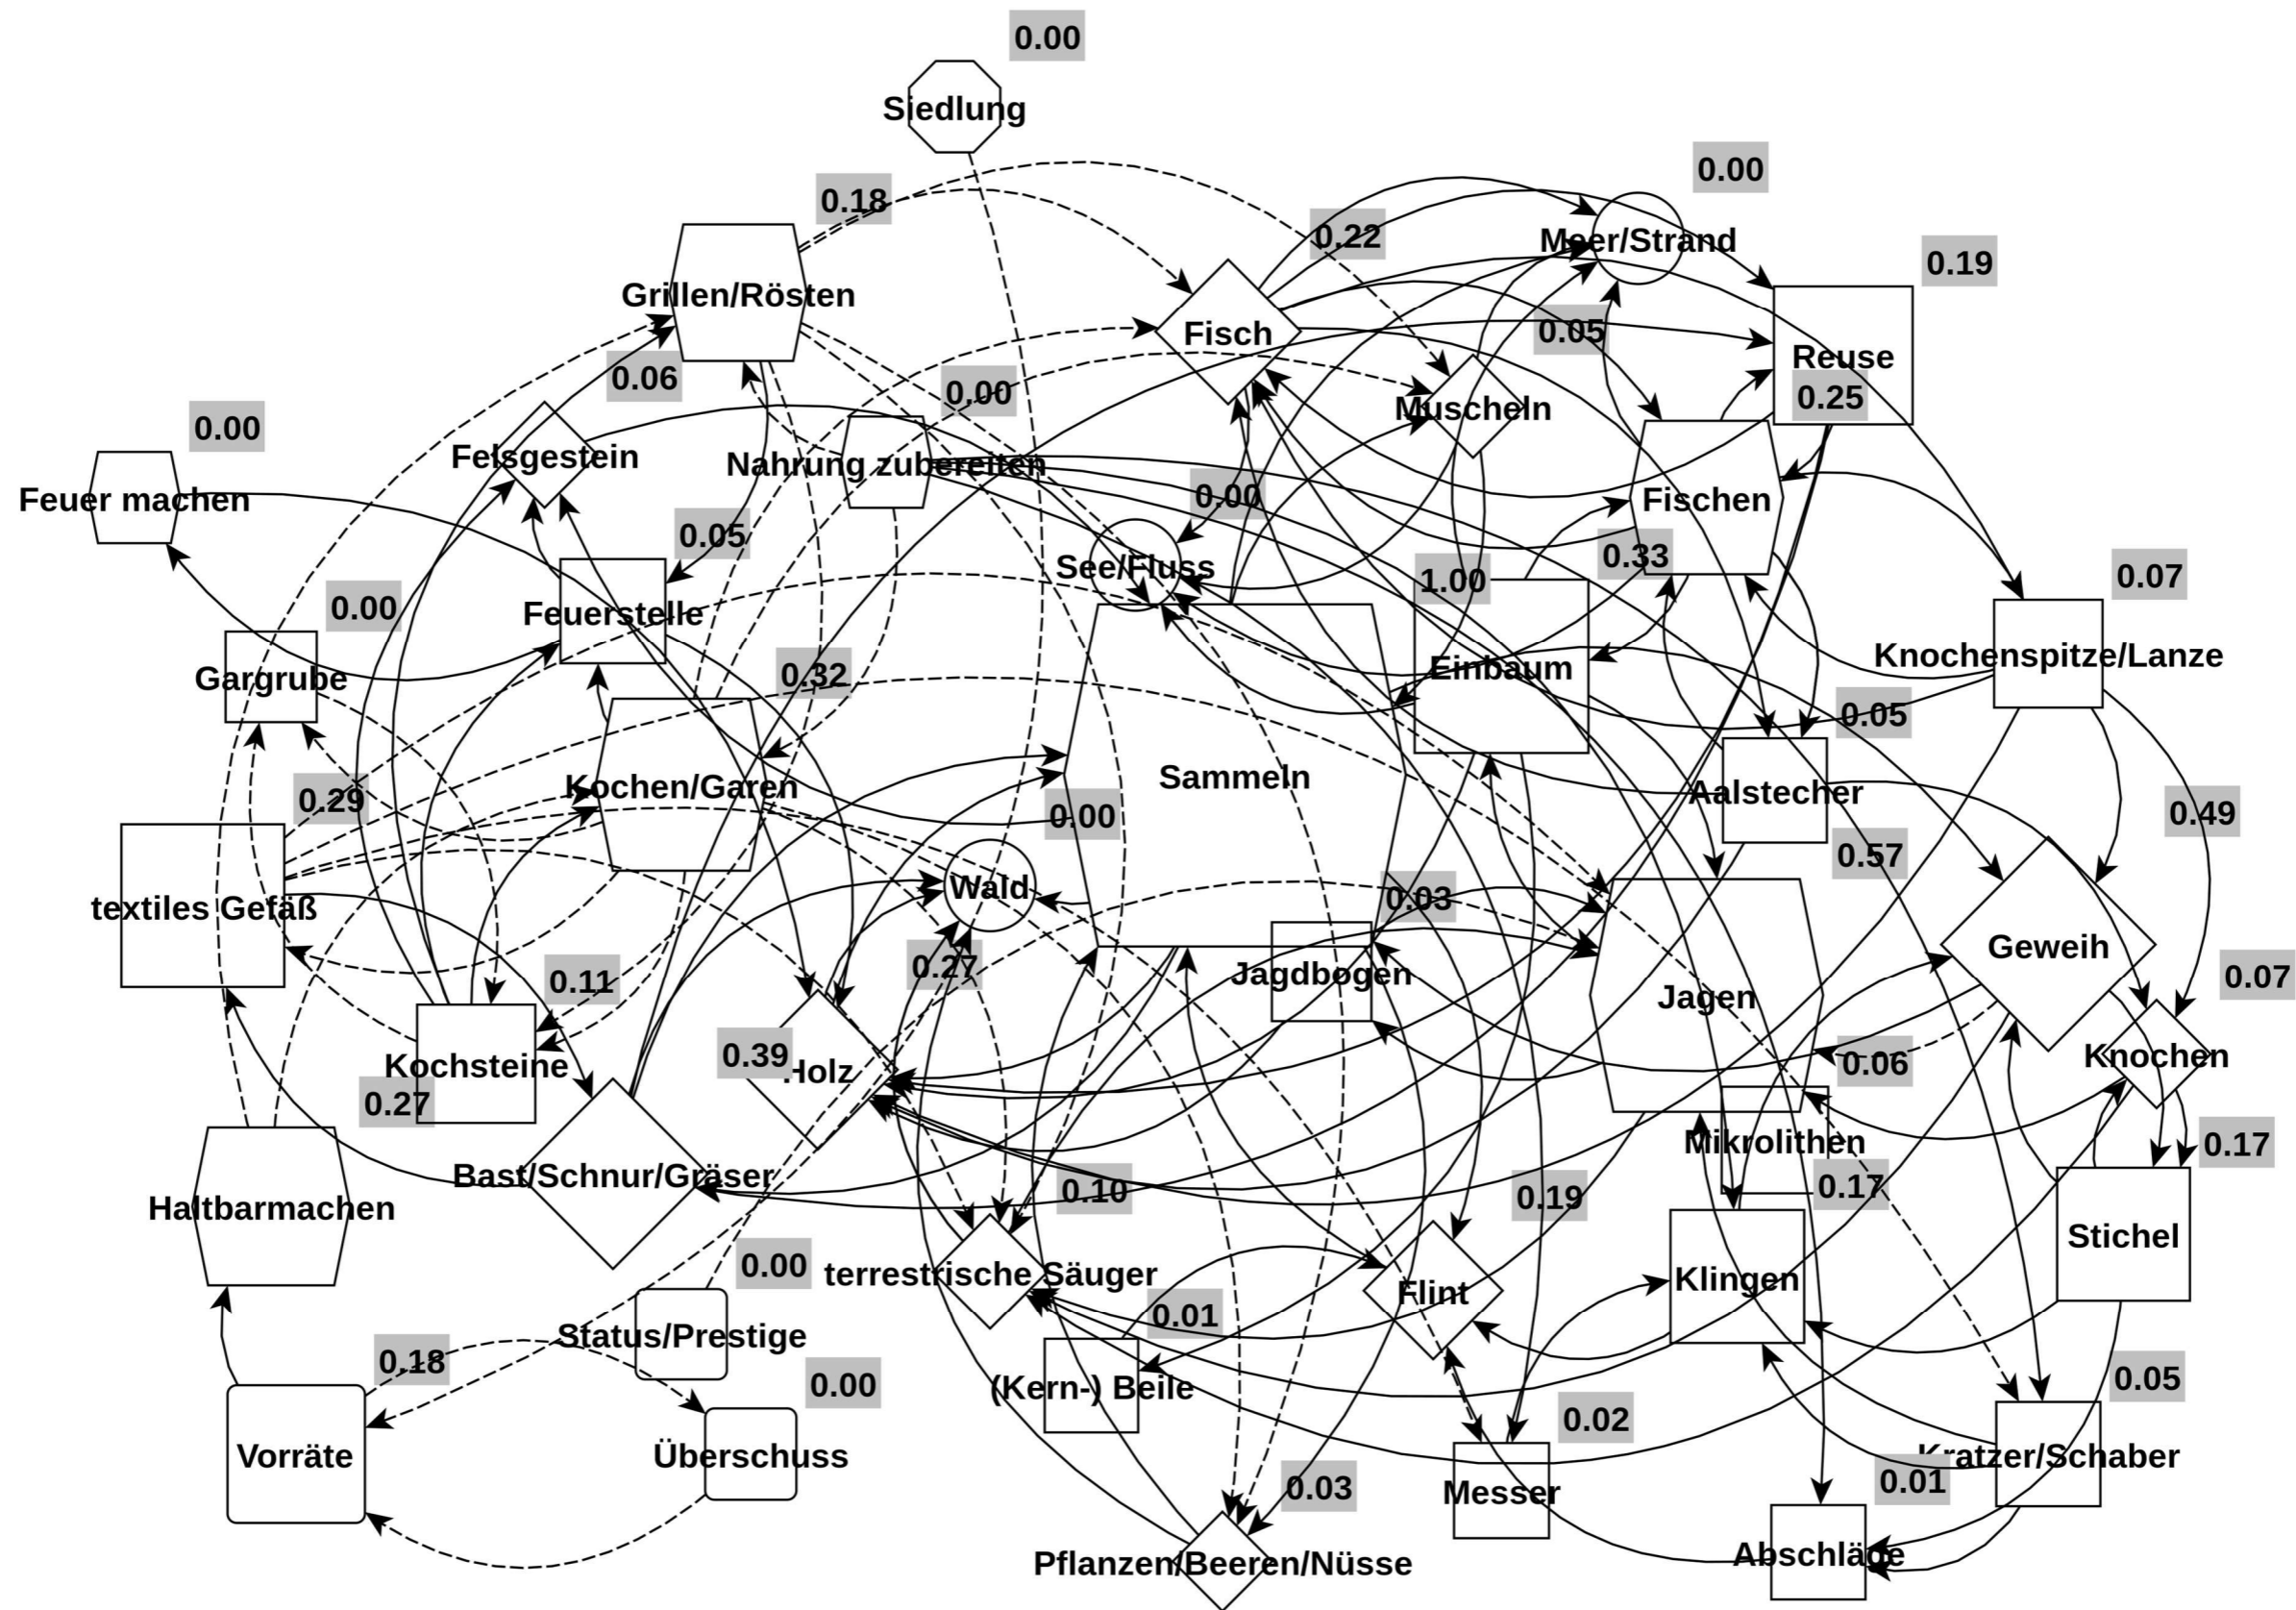 0.00
Siedlung
0.00
0.18
0.22
Meer/Strand
0.19
Grillen/Rösten
Fisch
0.05
Reuse
0.06
0.00
0.25
Muscheln
0.00
Felsgestein
Nahrung zubereiten
Feuer machen
0.00
Fischen
0.05
See/Fluss
0.33
1.00
0.07
0.00
Feuerstelle
Knochenspitze/Lanze
Gargrube
0.32
Einbaum
0.05
Kochen/Garen
Sammeln
Aalstecher
0.29
0.00
0.49
0.57
Wald
0.03
textiles Gefäß
Geweih
0.27
Jagdbogen
0.11
0.07
Jagen
Kochsteine
0.39
Holz
0.06
Knochen
0.27
Mikrolithen
0.17
Bast/Schnur/Gräser
0.10
0.19
0.17
Haltbarmachen
Stichel
0.00
terrestrische Säuger
Flint
Klingen
0.01
Status/Prestige
0.18
0.00
(Kern-) Beile
0.05
0.02
Vorräte
Überschuss
0.03
Messer
Kratzer/Schaber
0.01
Pflanzen/Beeren/Nüsse
Abschläge